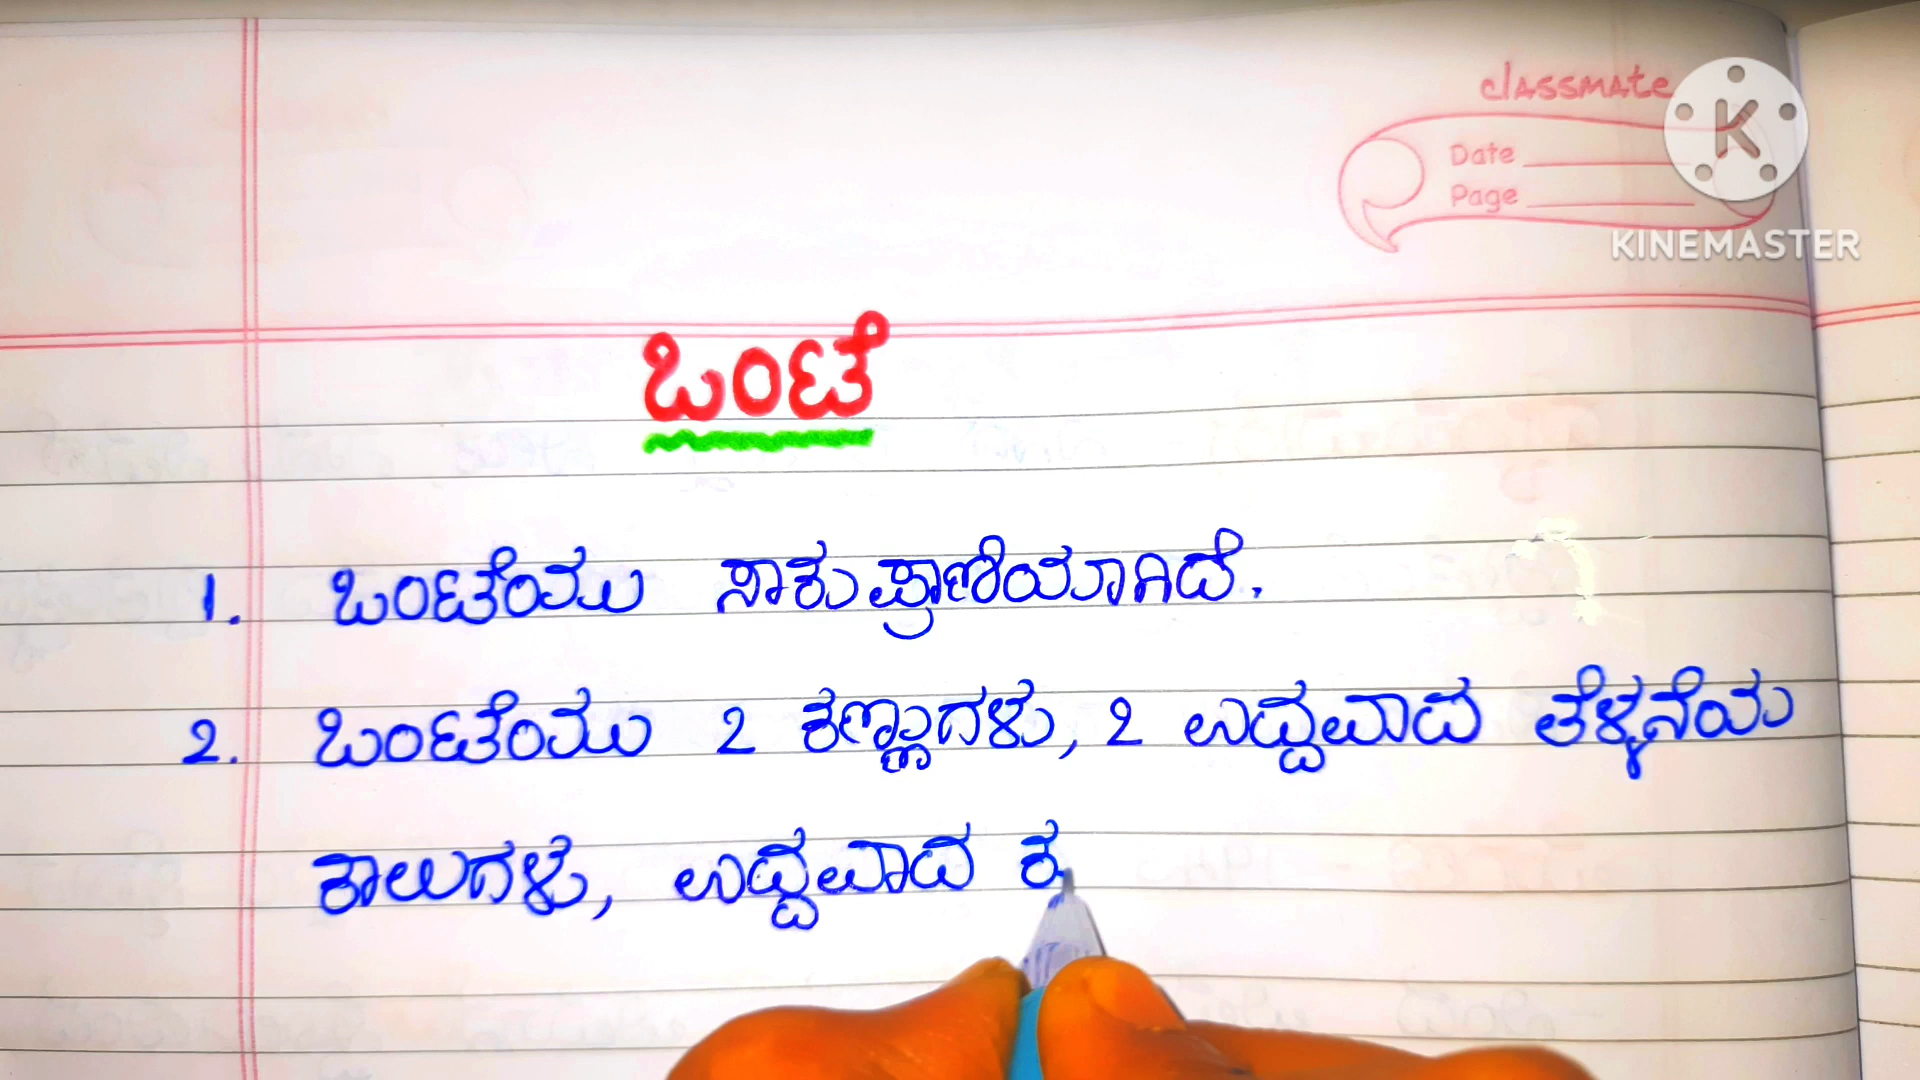 classmate
Date
Page
KINEMASTER
ಒಂಟೆ
1. ಒಂಟೆಯು ಸಾಕುಪ್ರಾಣಿಯಾಗಿದೆ.
2. ಒಂಟೆಯು 2 ಕಣ್ಣುಗಳು, 2 ಉದ್ದವಾದ ತೆಳ್ಳನೆಯ
ಕಾಲುಗಳು, ಉದ್ದವಾದ ಕ